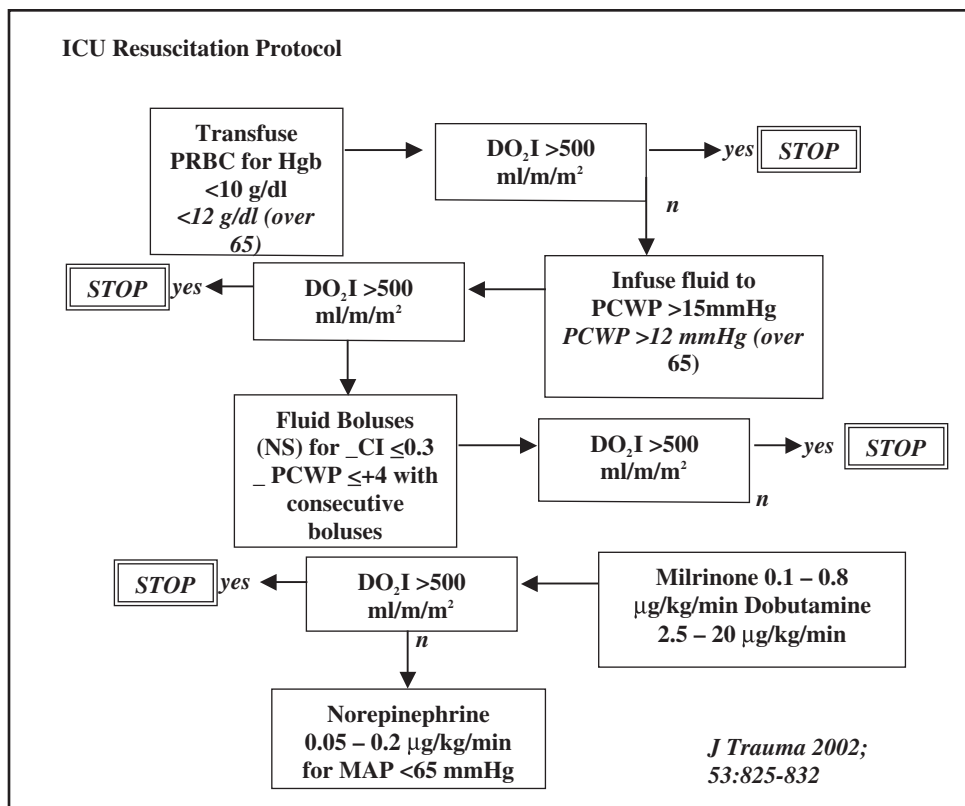 ICU Resuscitation Protocol
Transfuse
PRBC for Hgb
<10 g/dl
<12 g/dl (over
65)
DO₂I >500
ml/m/m²
yes
STOP
n
Infuse fluid to
PCWP >15mmHg
PCWP >12 mmHg (over
65)
DO₂I >500
ml/m/m²
yes
STOP
Fluid Boluses
(NS) for _CI ≤0.3
_ PCWP ≤+4 with
consecutive
boluses
DO₂I >500
ml/m/m²
yes
STOP
n
Milrinone 0.1 – 0.8
μg/kg/min Dobutamine
2.5 – 20 μg/kg/min
DO₂I >500
ml/m/m²
yes
STOP
n
Norepinephrine
0.05 – 0.2 μg/kg/min
for MAP <65 mmHg
J Trauma 2002;
53:825-832